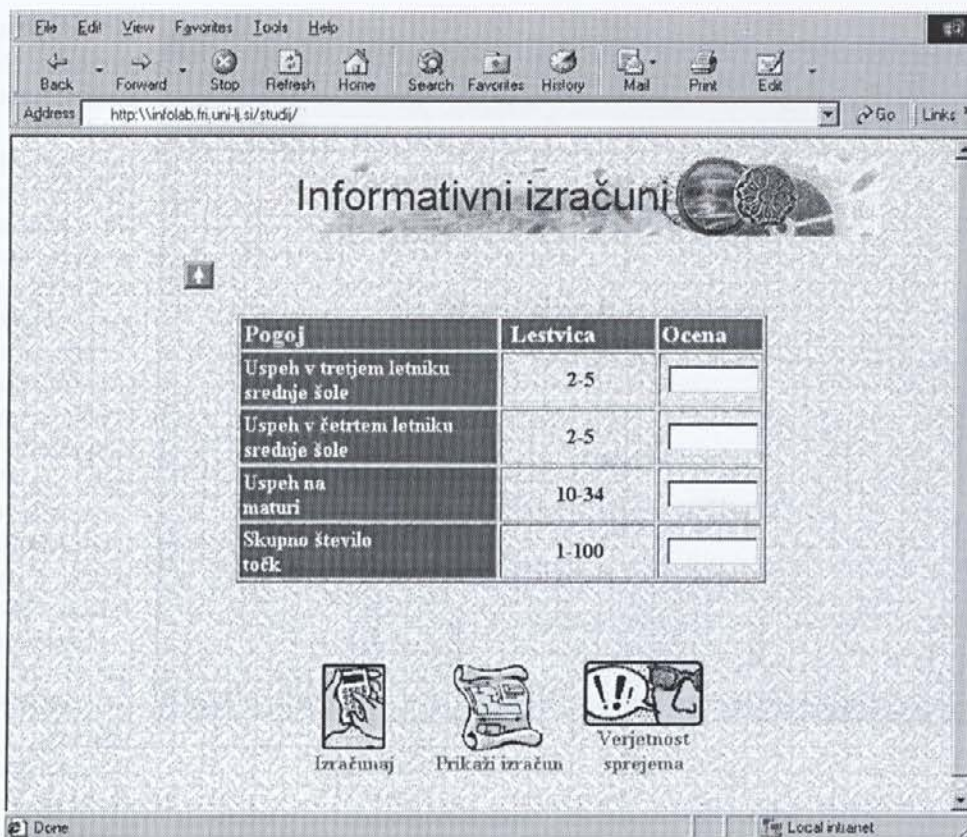 File Edit View Favorites Tools Help
Back Forward Stop Refresh Home Search Favorites History Mail Print Edit
Address http:\\infolab.fri.uni-lj.si/studij/ Go Links
Informativni izračuni
Pogoj Lestvica Ocena
Uspeh v tretjem letniku
srednje šole 2-5
Uspeh v četrtem letniku
srednje šole 2-5
Uspeh na
maturi 10-34
Skupno število
točk 1-100
Izračunaj Prikaži izračun Verjetnost
sprejema
Done Local intranet